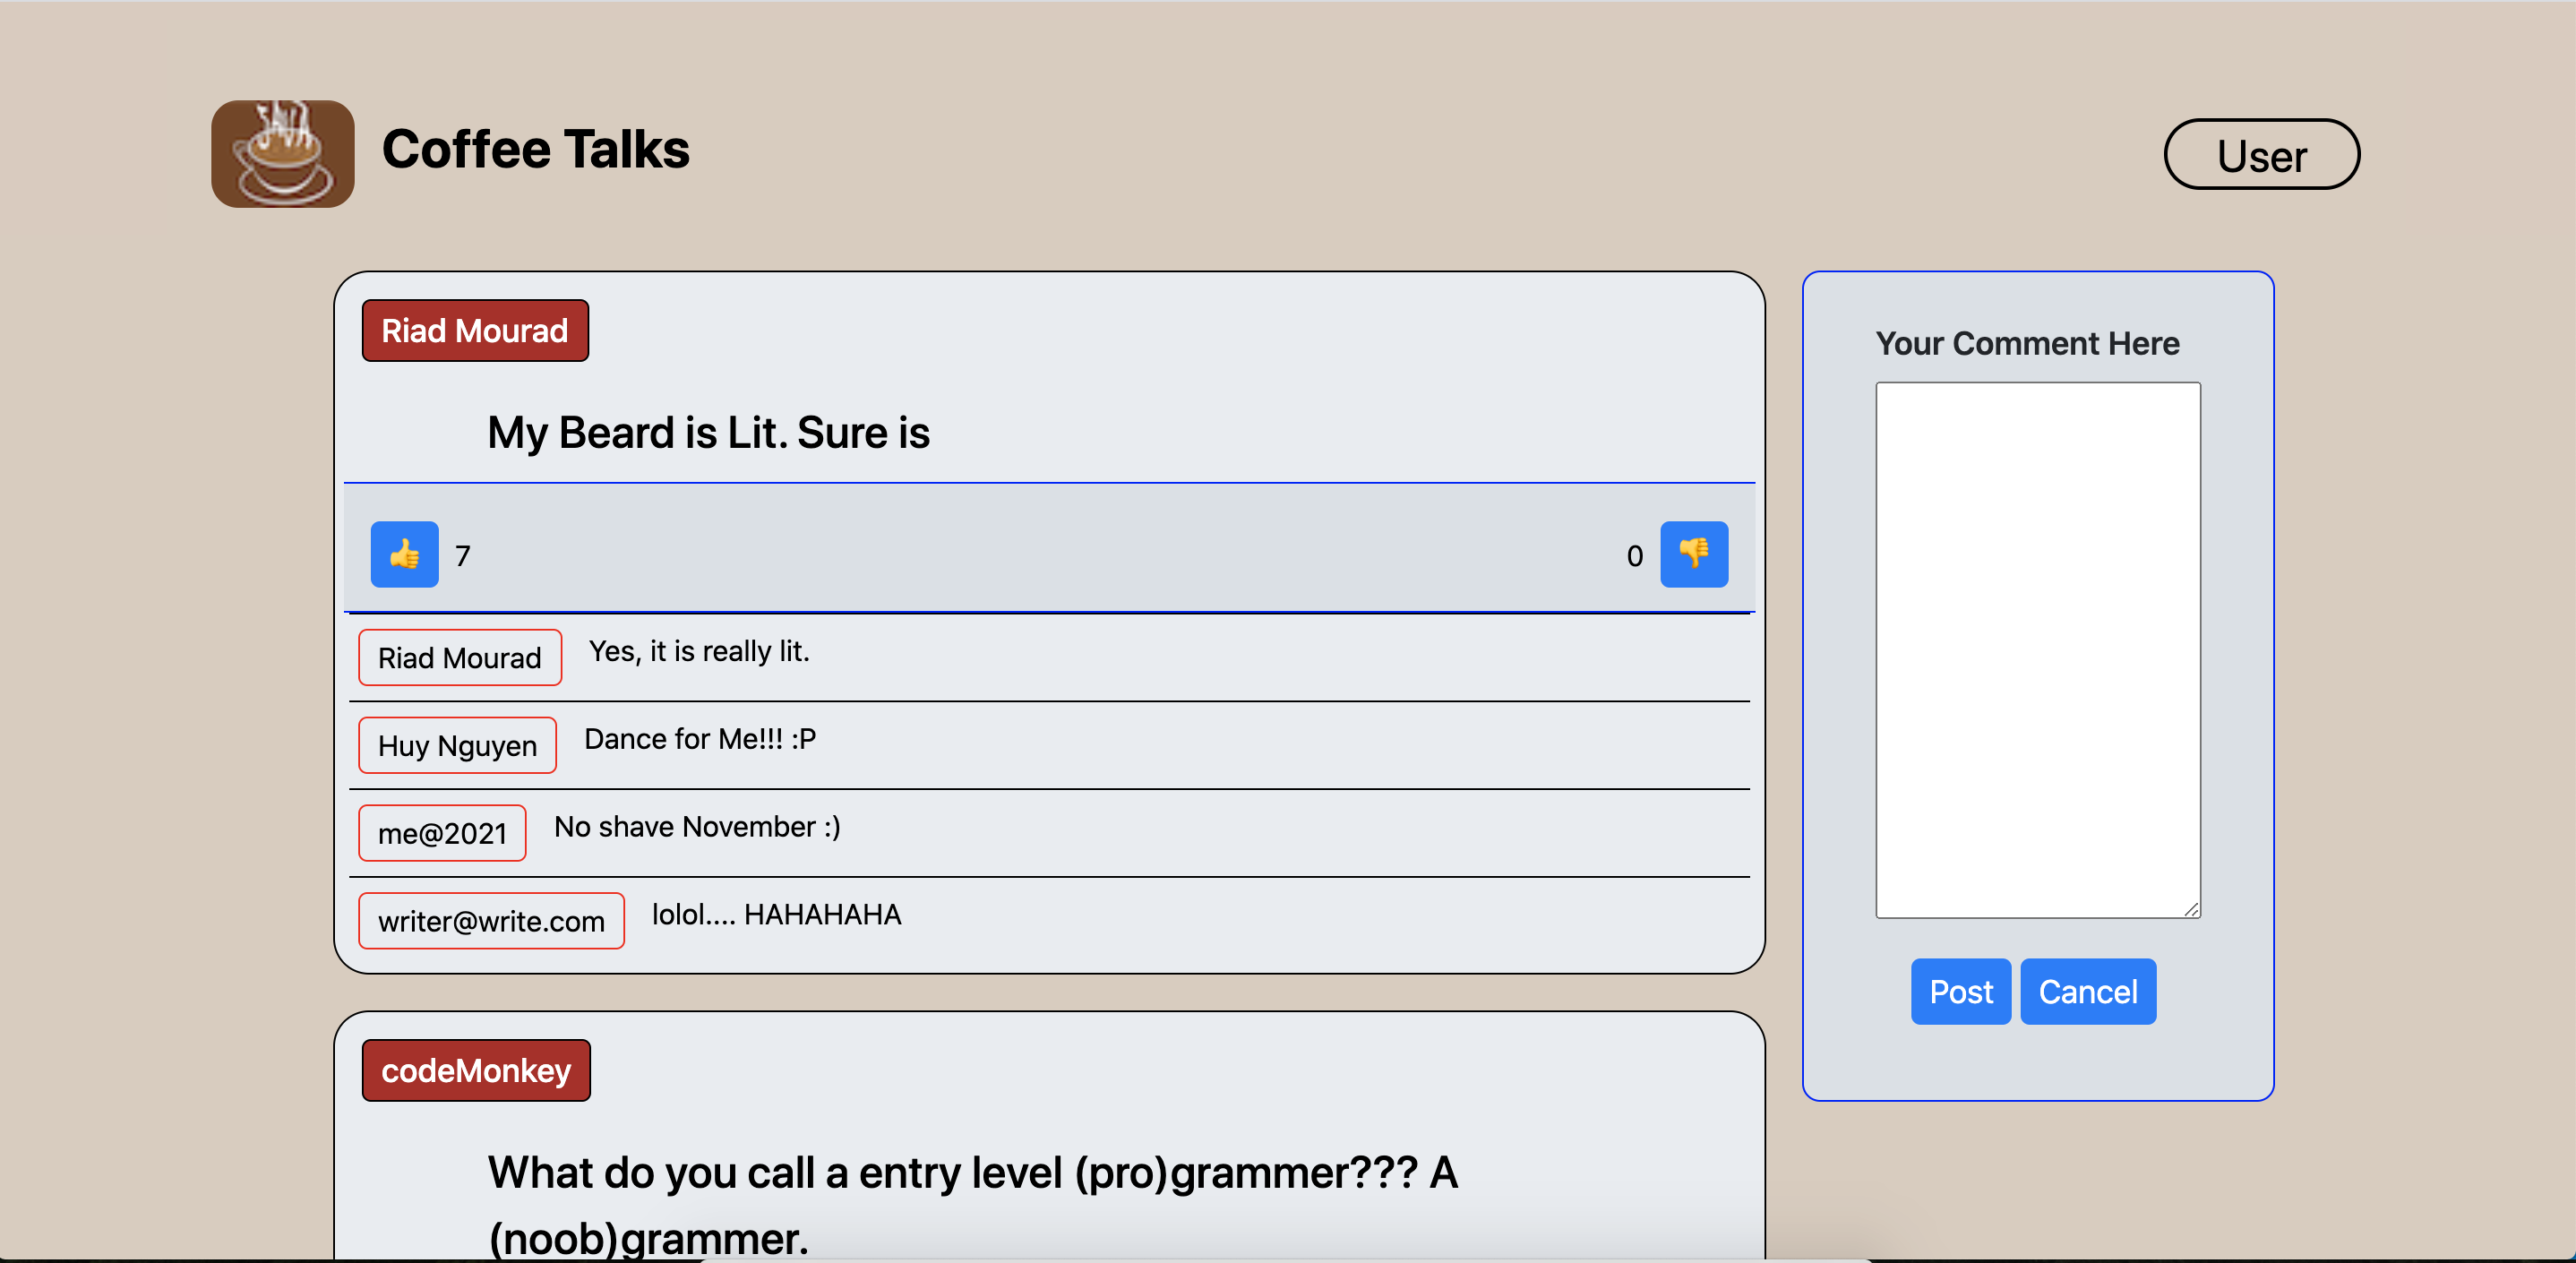 JAVA
Coffee Talks
User
Riad Mourad
My Beard is Lit. Sure is
7
0
Riad Mourad
Yes, it is really lit.
Huy Nguyen
Dance for Me!!! :P
me@2021
No shave November :)
writer@write.com
lolol.... HAHAHAHA
codeMonkey
What do you call a entry level (pro)grammer??? A
(noob)grammer.
Your Comment Here
Post
Cancel